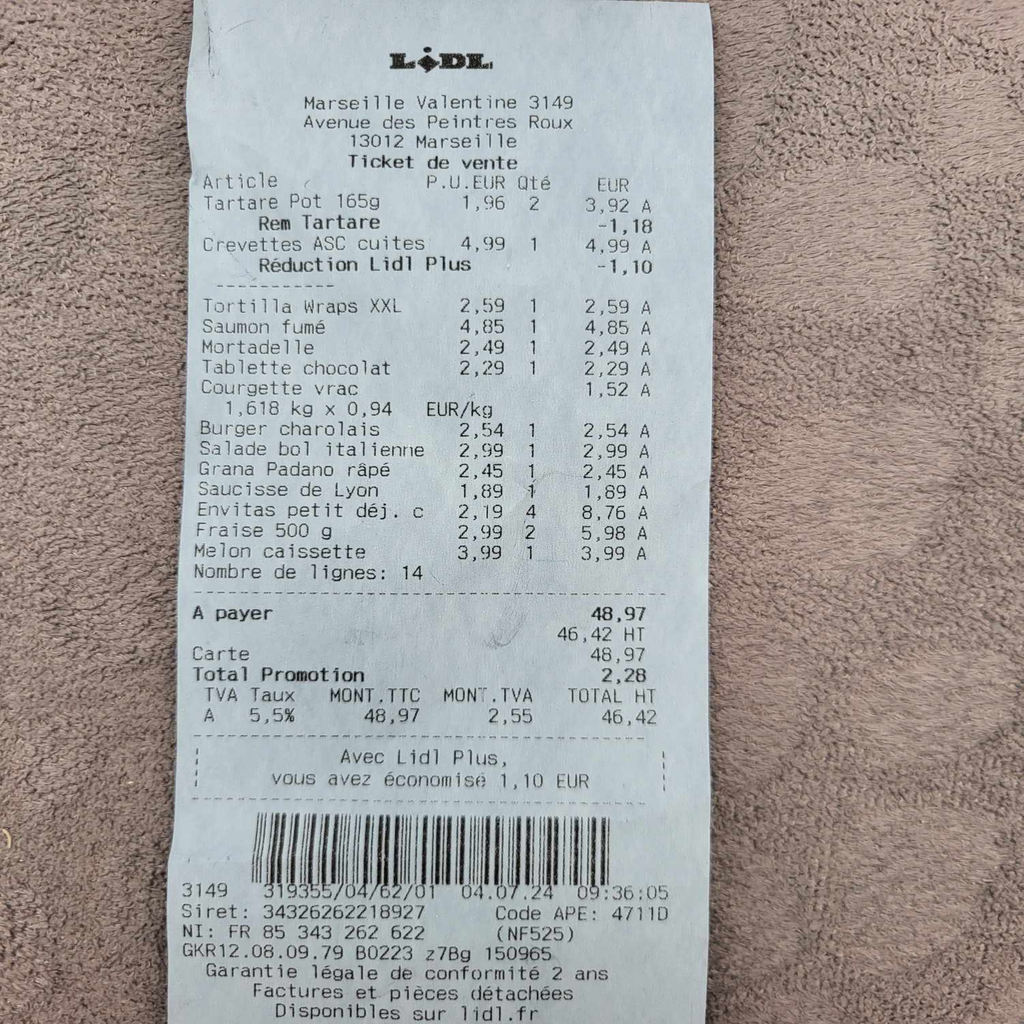 LIDL
Marseille Valentine 3149
Avenue des Peintres Roux
13012 Marseille
Ticket de vente
Article P.U.EUR Qté EUR
Tartare Pot 165g 1,96 2 3,92 A
Rem Tartare -1,18
Crevettes ASC cuites 4,99 1 4,99 A
Réduction Lidl Plus -1,10
------------
Tortilla Wraps XXL 2,59 1 2,59 A
Saumon fumé 4,85 1 4,85 A
Mortadelle 2,49 1 2,49 A
Tablette chocolat 2,29 1 2,29 A
Courgette vrac 1,52 A
1,618 kg x 0,94 EUR/kg
Burger charolais 2,54 1 2,54 A
Salade bol italienne 2,99 1 2,99 A
Grana Padano râpé 2,45 1 2,45 A
Saucisse de Lyon 1,89 1 1,89 A
Envitas petit déj. c 2,19 4 8,76 A
Fraise 500 g 2,99 2 5,98 A
Melon caissette 3,99 1 3,99 A
Nombre de lignes: 14
A payer 48,97
46,42 HT
Carte 48,97
Total Promotion 2,28
TVA Taux MONT.TTC MONT.TVA TOTAL HT
A 5,5% 48,97 2,55 46,42
Avec Lidl Plus,
vous avez économisé 1,10 EUR
3149 319355/04/62/01 04.07.24 09:36:05
Siret: 34326262218927 Code APE: 4711D
NI: FR 85 343 262 622 (NF525)
GKR12.08.09.79 B0223 z7Bg 150965
Garantie légale de conformité 2 ans
Factures et pièces détachées
Disponibles sur lidl.fr